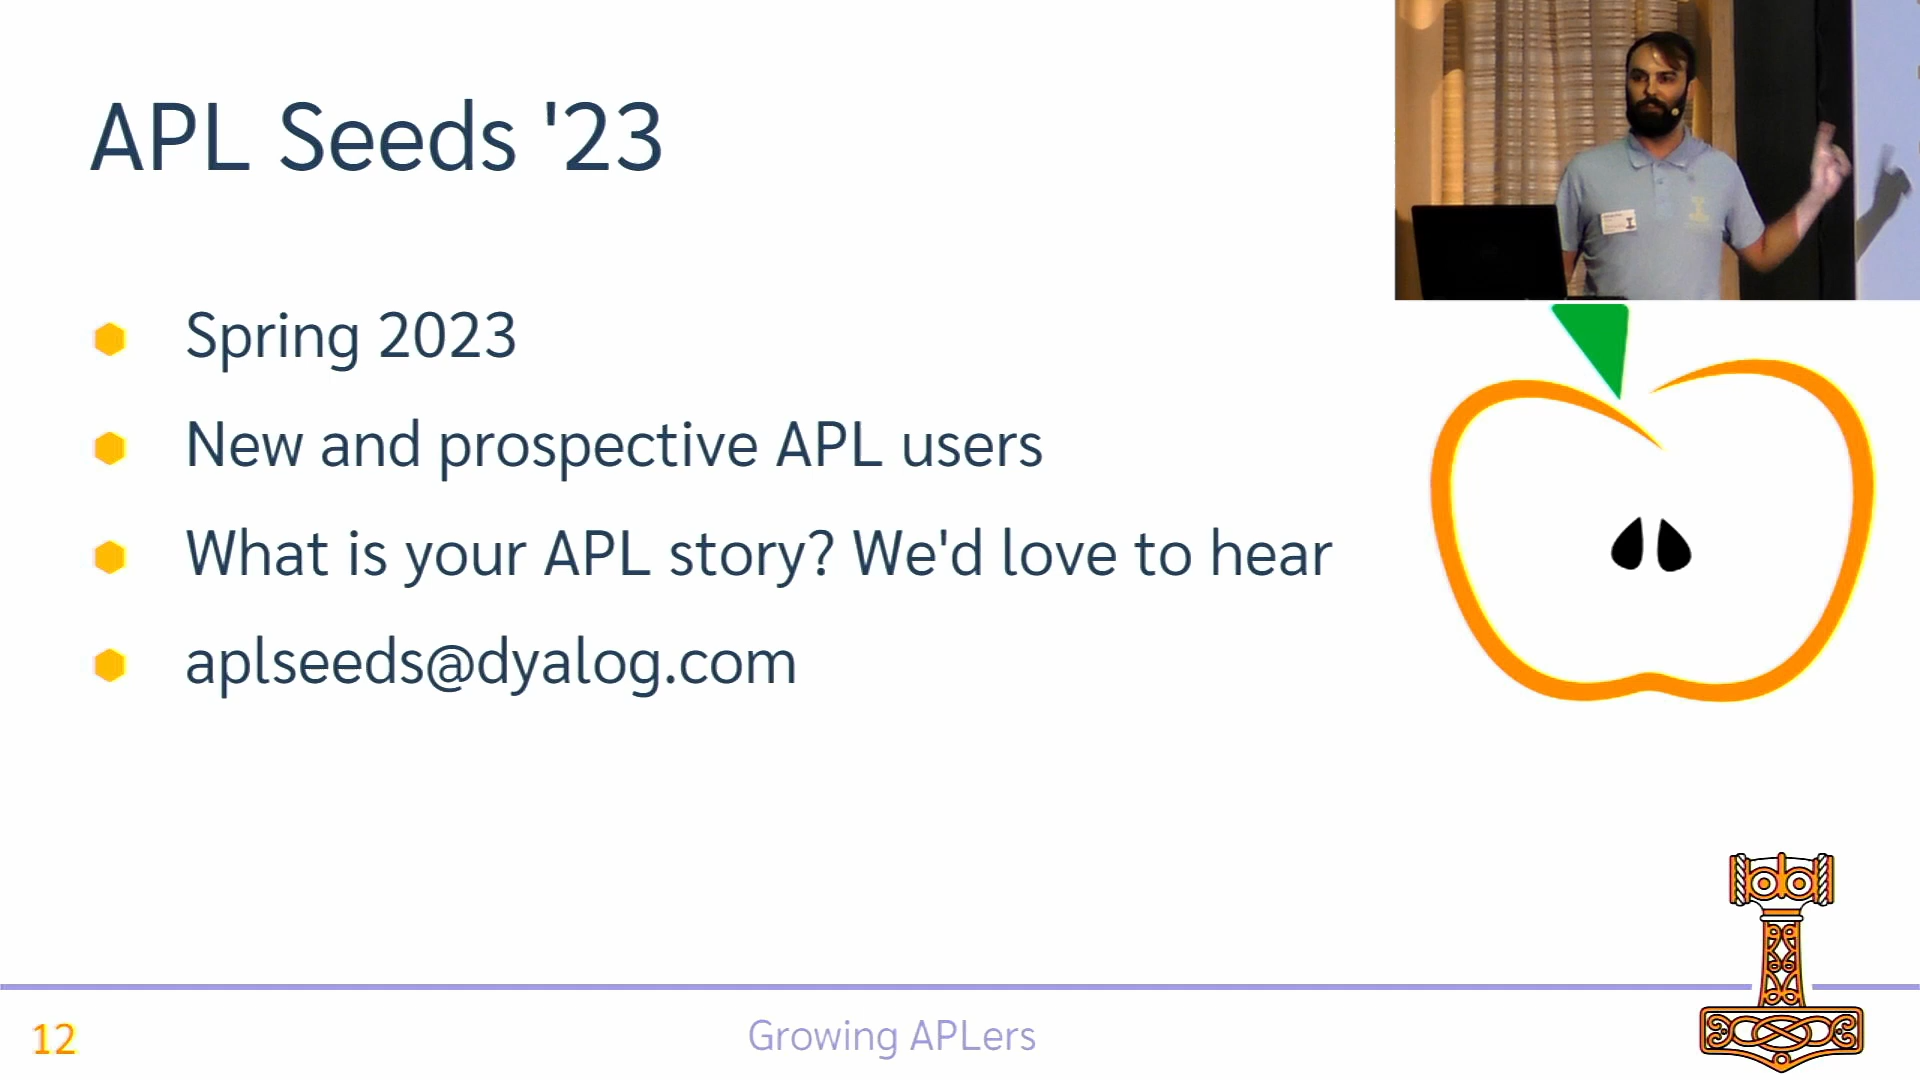 APL Seeds '23
Spring 2023
New and prospective APL users
What is your APL story? We'd love to hear
aplseeds@dyalog.com
12
Growing APLers